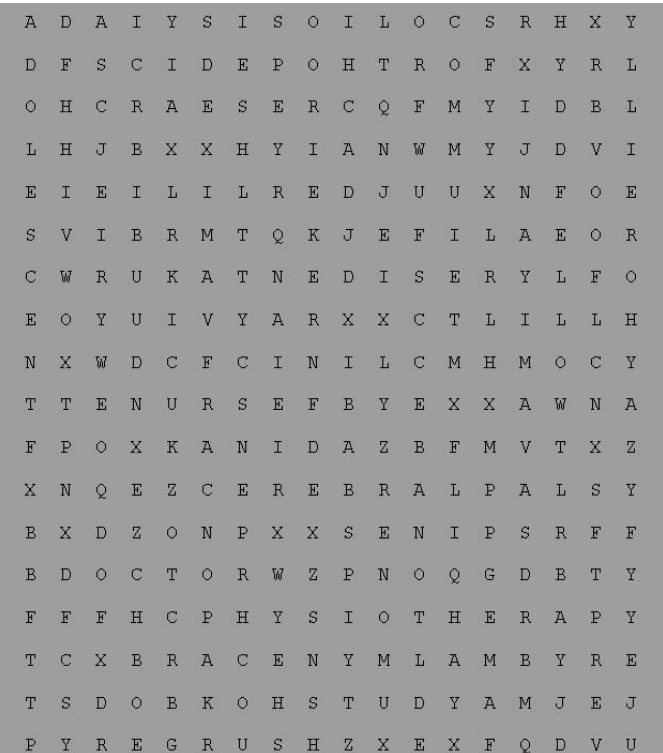 A D A I Y S I S O I L O C S R H X Y
D F S C I D E P O H T R O F X Y R L
O H C R A E S E R C Q F M Y I D B L
L H J B X X H Y I A N W M Y J D V I
E I E I L I L R E D J U U X N F O E
S V I B R M T Q K J E F I L A E O R
C W R U K A T N E D I S E R Y L F O
E O Y U I V Y A R X X C T L I L L H
N X W D C F C I N I L C M H M O C Y
T T E N U R S E F B Y E X X A W N A
F P O X K A N I D A Z B F M V T X Z
X N Q E Z C E R E B R A L P A L S Y
B X D Z O N P X X S E N I P S R F F
B D O C T O R W Z P N O Q G D B T Y
F F F H C P H Y S I O T H E R A P Y
T C X B R A C E N Y M L A M B Y R E
T S D O B K O H S T U D Y A M J E J
P Y R E G R U S H Z X E X F Q D V U